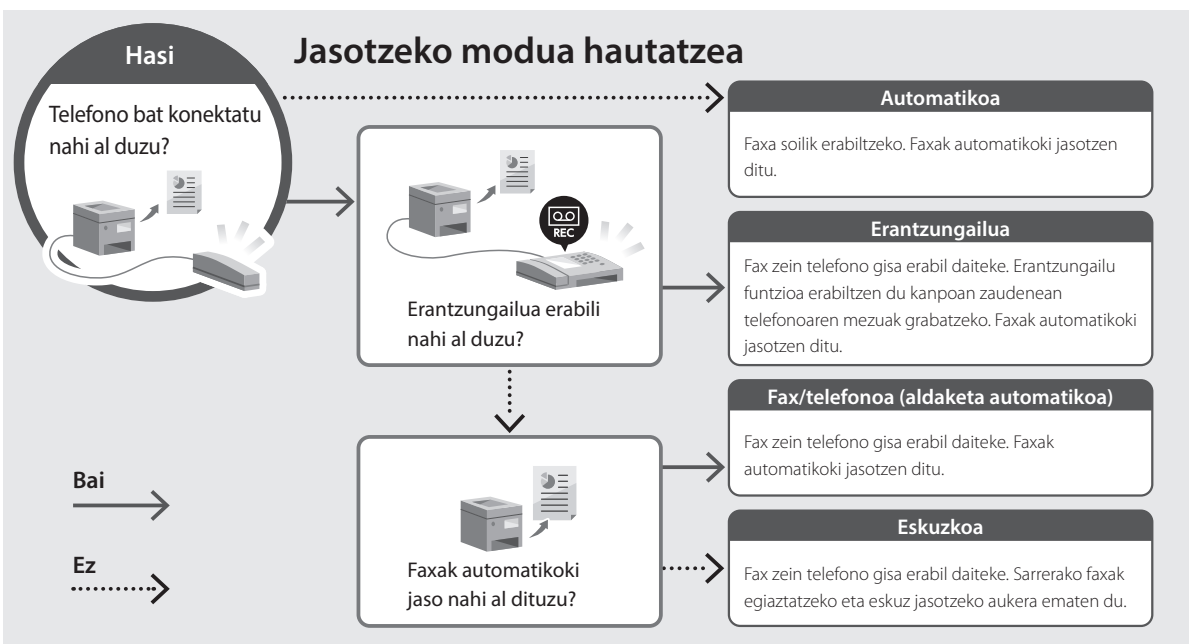 Jasotzeko modua hautatzea
Hasi
Telefono bat konektatu
nahi al duzu?
REC
Erantzungailua erabili
nahi al duzu?
Faxak automatikoki
jaso nahi al dituzu?
Automatikoa
Faxa soilik erabiltzeko. Faxak automatikoki jasotzen
ditu.
Erantzungailua
Fax zein telefono gisa erabil daiteke. Erantzungailu
funtzioa erabiltzen du kanpoan zaudenean
telefonoaren mezuak grabatzeko. Faxak automatikoki
jasotzen ditu.
Fax/telefonoa (aldaketa automatikoa)
Fax zein telefono gisa erabil daiteke. Faxak
automatikoki jasotzen ditu.
Eskuzkoa
Fax zein telefono gisa erabil daiteke. Sarrerako faxak
egiaztatzeko eta eskuz jasotzeko aukera ematen du.
Bai
Ez